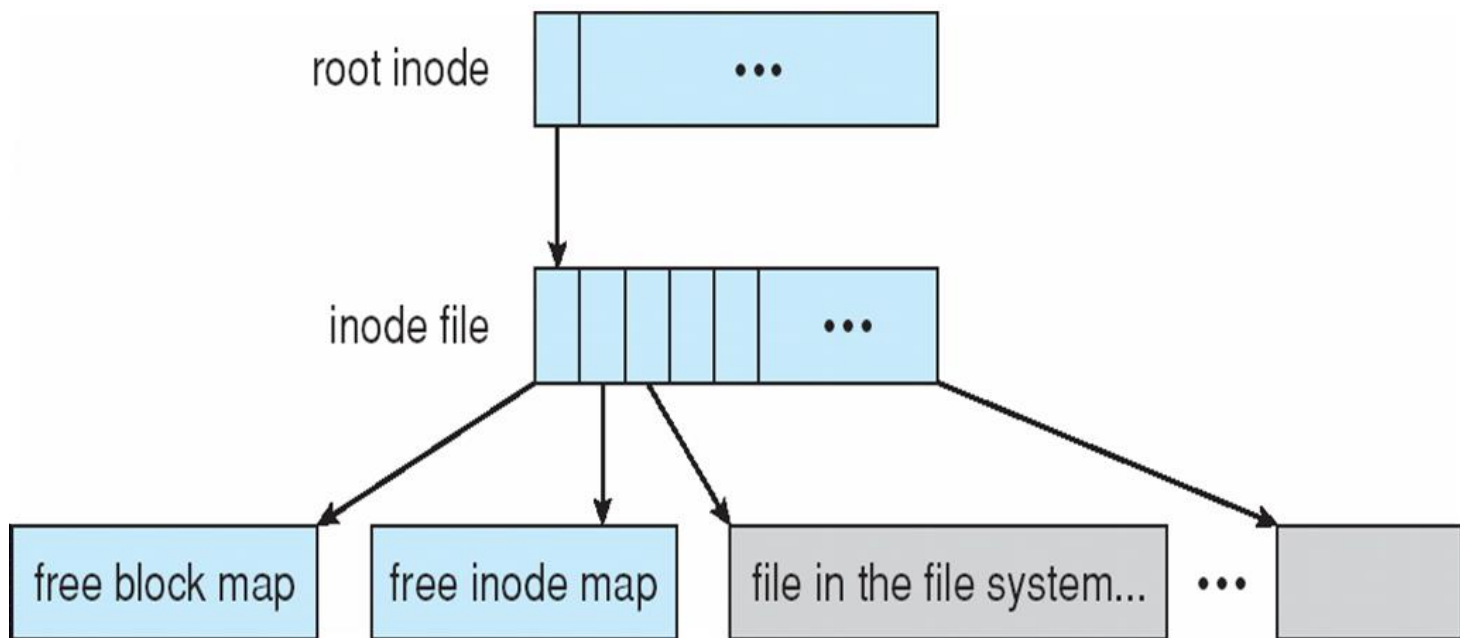 root inode
•••
inode file
•••
free block map
free inode map
file in the file system...
•••